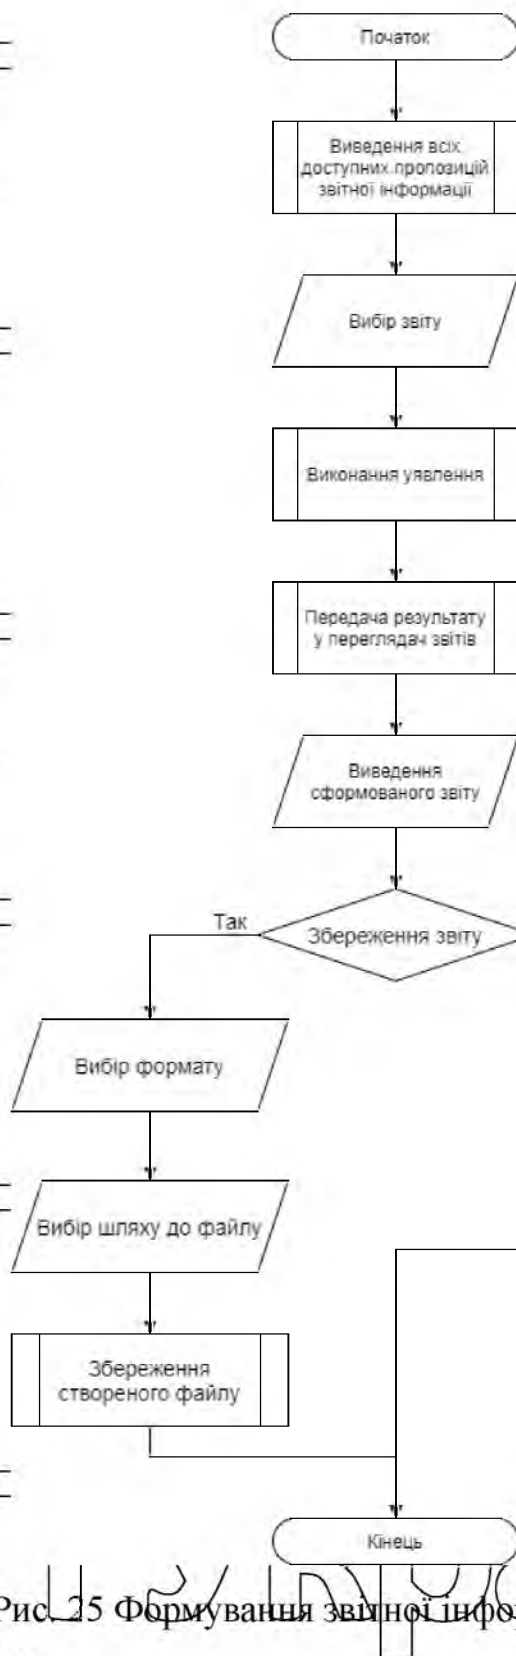 Початок
Виведення всіх
доступних пропозицій
звітної інформації
Вибір звіту
Виконання уявлення
Передача результату
у переглядач звітів
Виведення
сформованого звіту
Так
Збереження звіту
Вибір формату
Вибір шляху до файлу
Збереження
створеного файлу
Кінець
Рис. 25 Формування звітної